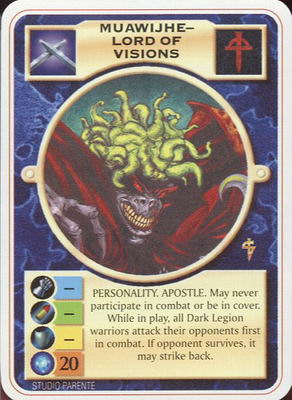 MUAWIJHE–
LORD OF
VISIONS
PERSONALITY. APOSTLE. May never
participate in combat or be in cover.
While in play, all Dark Legion
warriors attack their opponents first
in combat. If opponent survives, it
may strike back.
–
–
–
20
STUDIO PARENTE